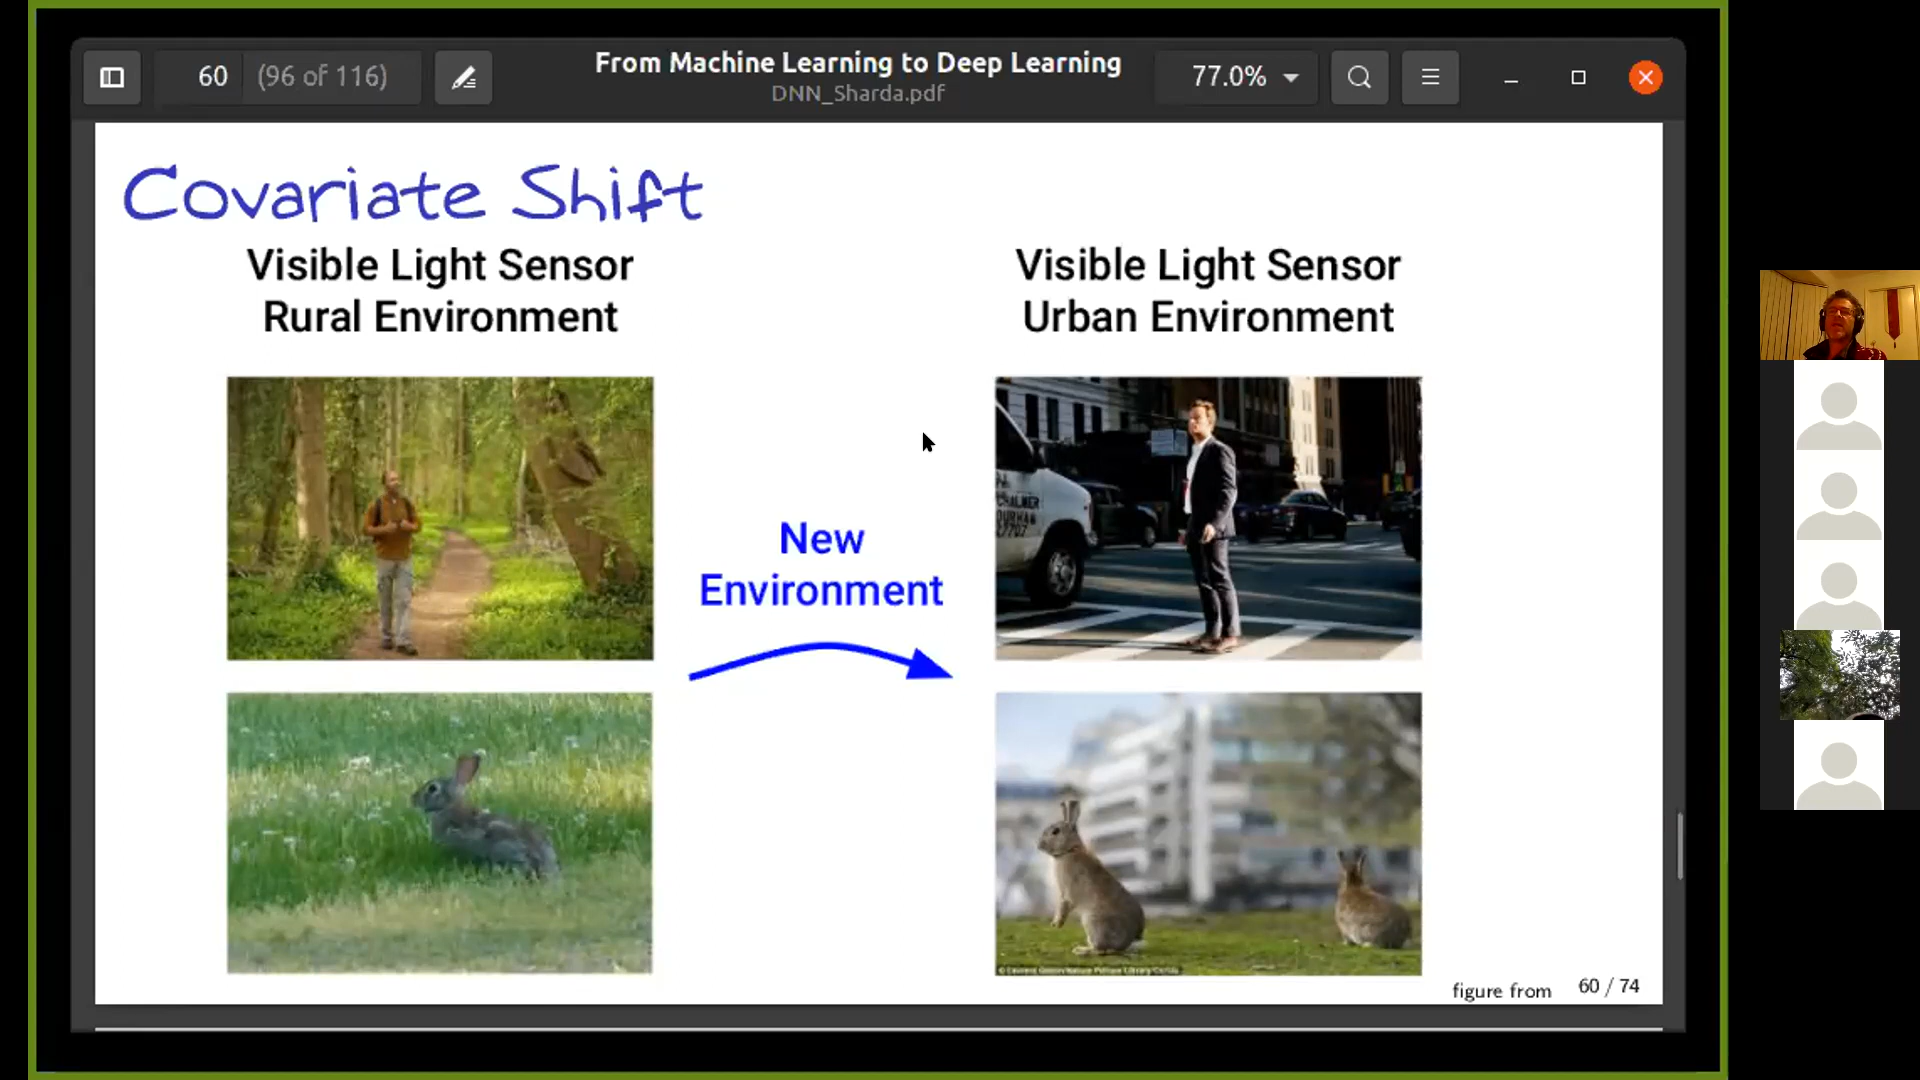 60 (96 of 116)
From Machine Learning to Deep Learning
DNN_Sharda.pdf
77.0%
Covariate Shift
Visible Light Sensor
Rural Environment
Visible Light Sensor
Urban Environment
New
Environment
figure from
60 / 74